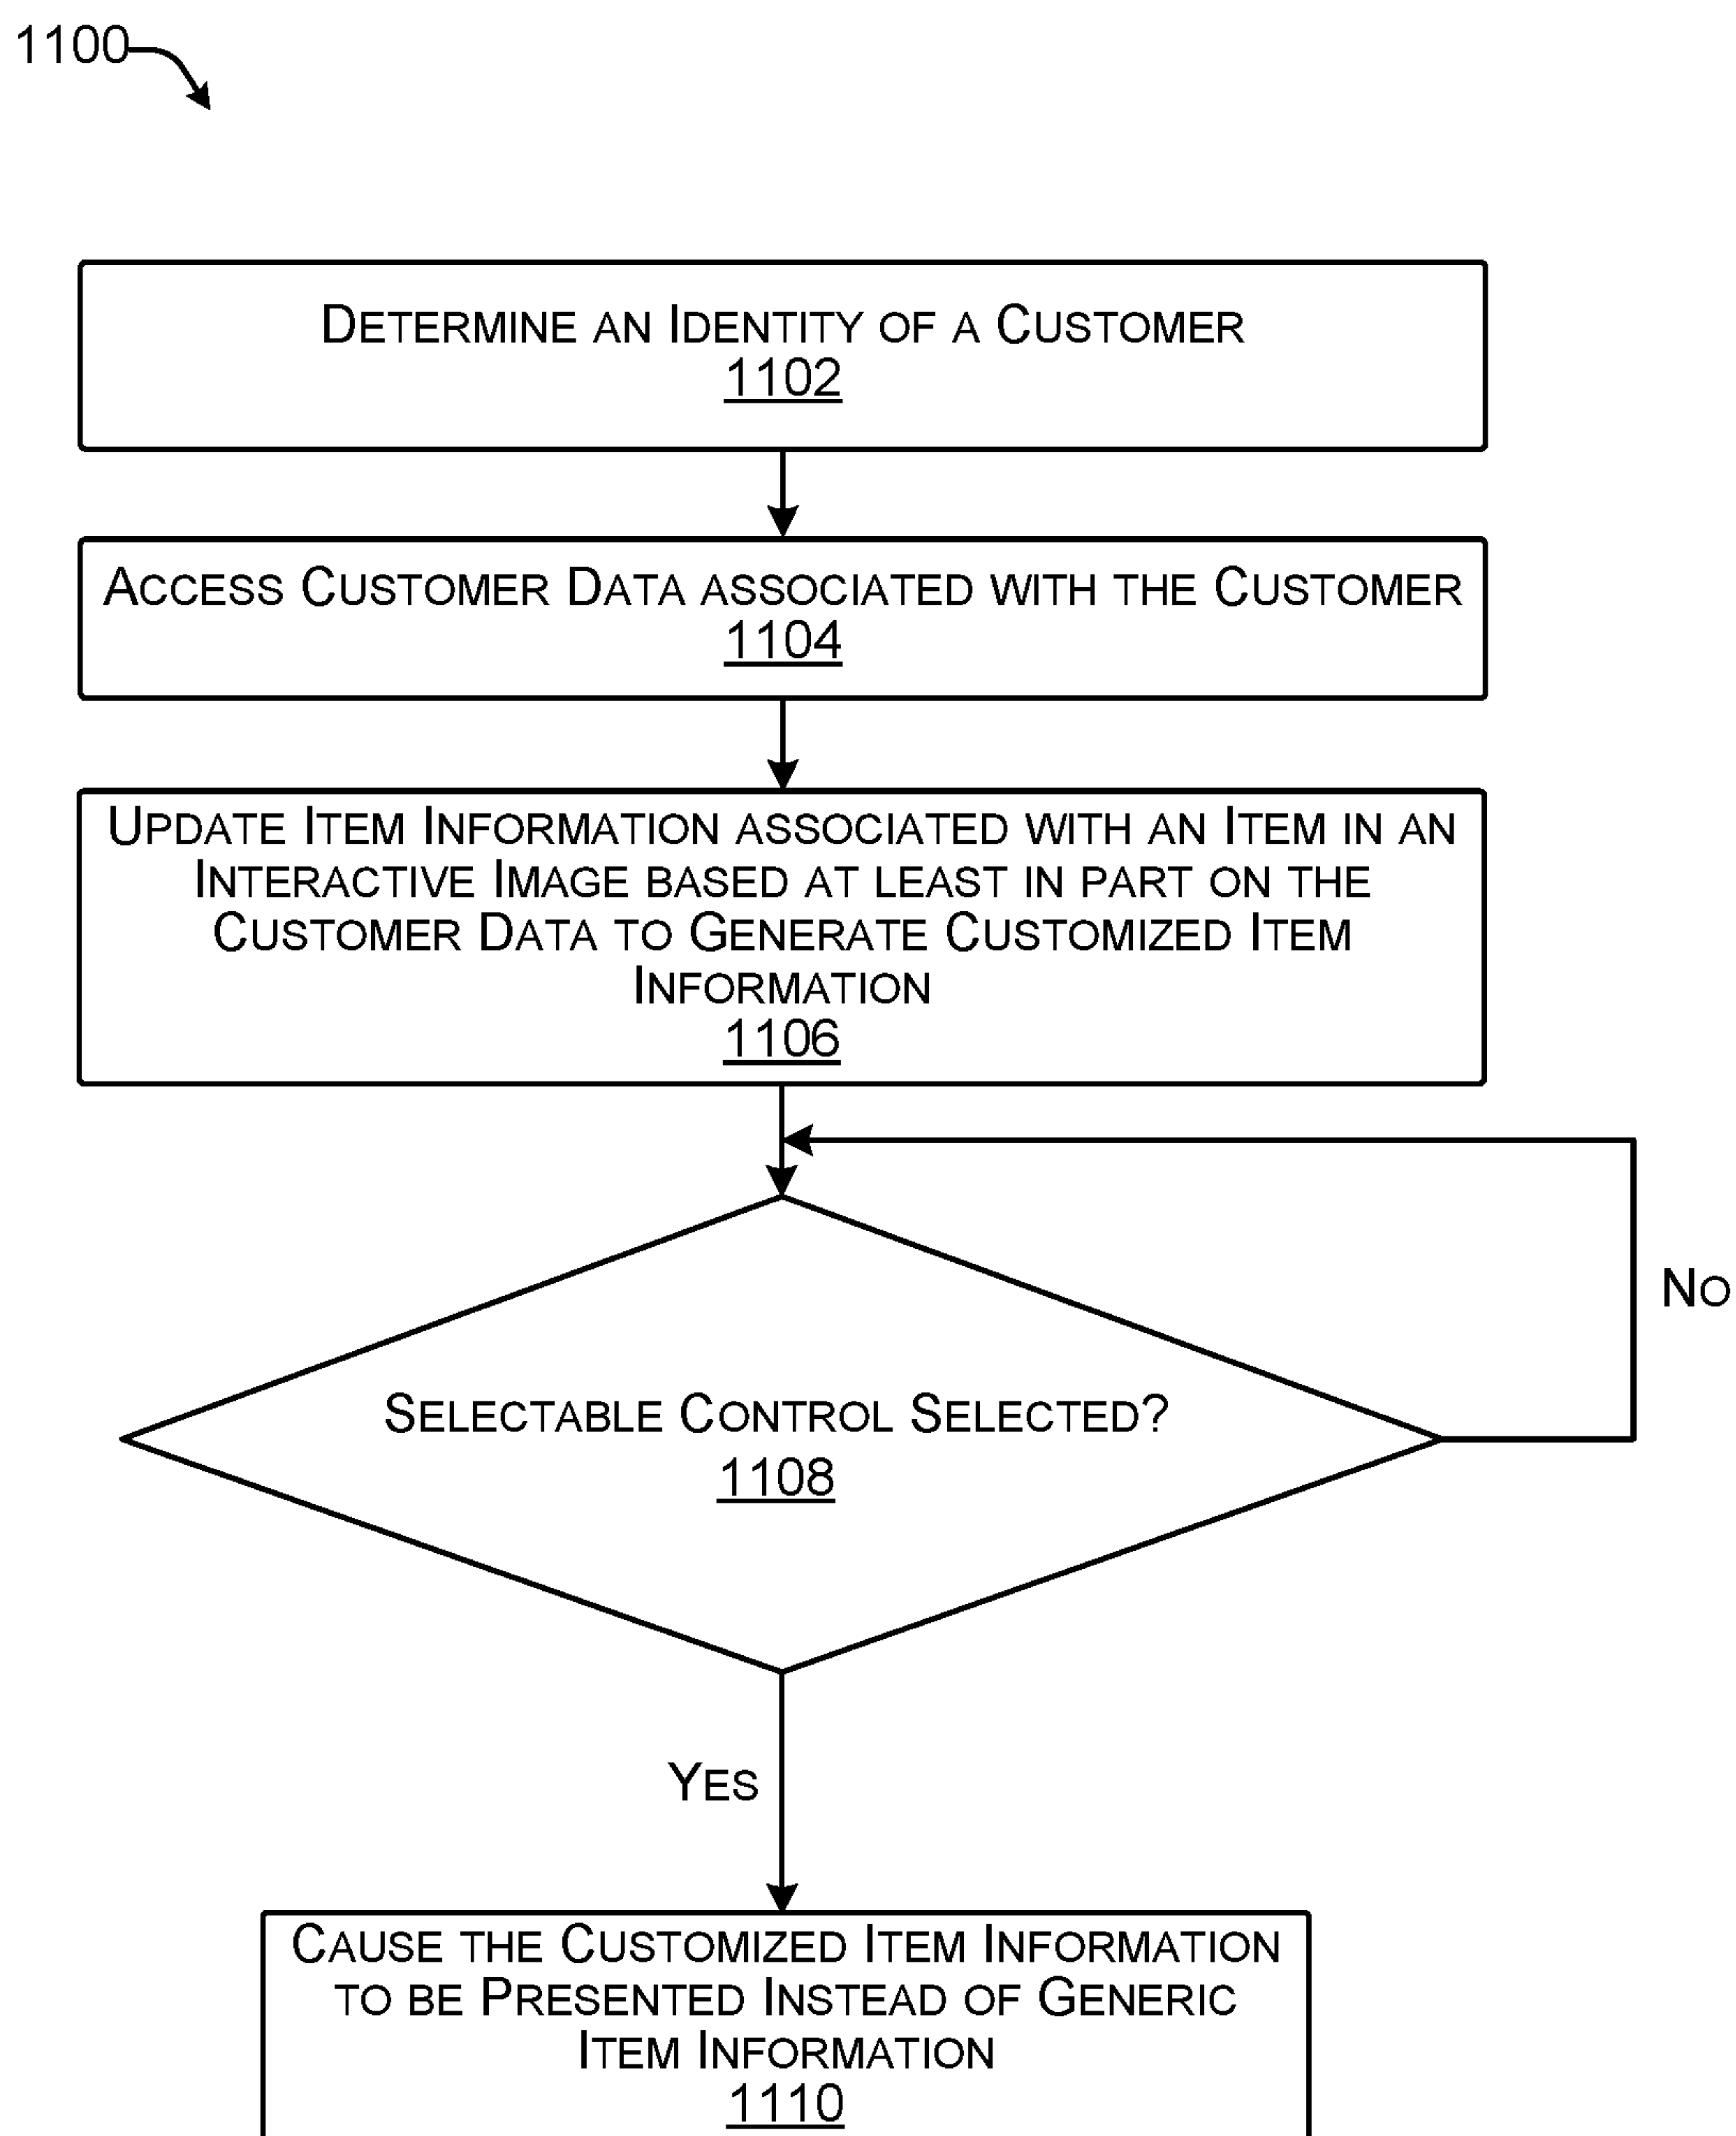 1100
Determine an Identity of a Customer
1102
Access Customer Data associated with the Customer
1104
Update Item Information associated with an Item in an
Interactive Image based at least in part on the
Customer Data to Generate Customized Item
Information
1106
No
Selectable Control Selected?
1108
Yes
Cause the Customized Item Information
to be Presented Instead of Generic
Item Information
1110